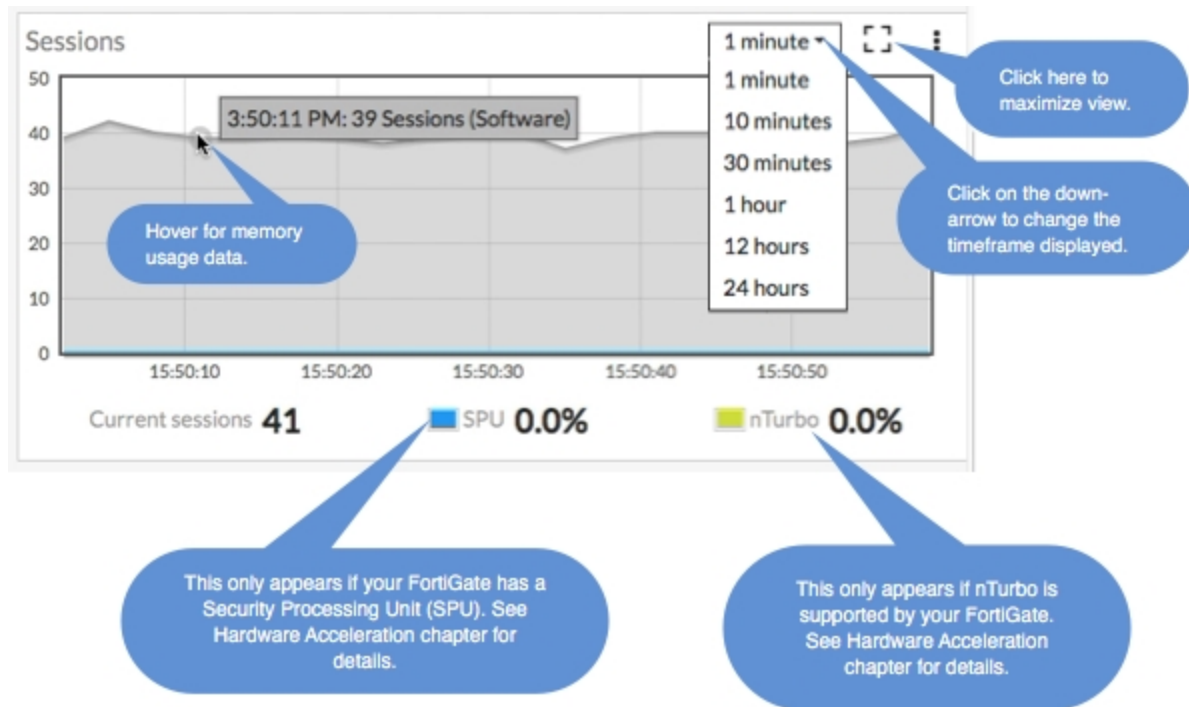 Sessions
1 minute
50
40
30
20
10
0
3:50:11 PM: 39 Sessions (Software)
1 minute
10 minutes
30 minutes
1 hour
12 hours
24 hours
Click here to
maximize view.
Click on the down-
arrow to change the
timeframe displayed.
Hover for memory
usage data.
15:50:10 15:50:20 15:50:30 15:50:40 15:50:50
Current sessions 41 SPU 0.0% nTurbo 0.0%
This only appears if your FortiGate has a
Security Processing Unit (SPU). See
Hardware Acceleration chapter for
details.
This only appears if nTurbo is
supported by your FortiGate.
See Hardware Acceleration
chapter for details.